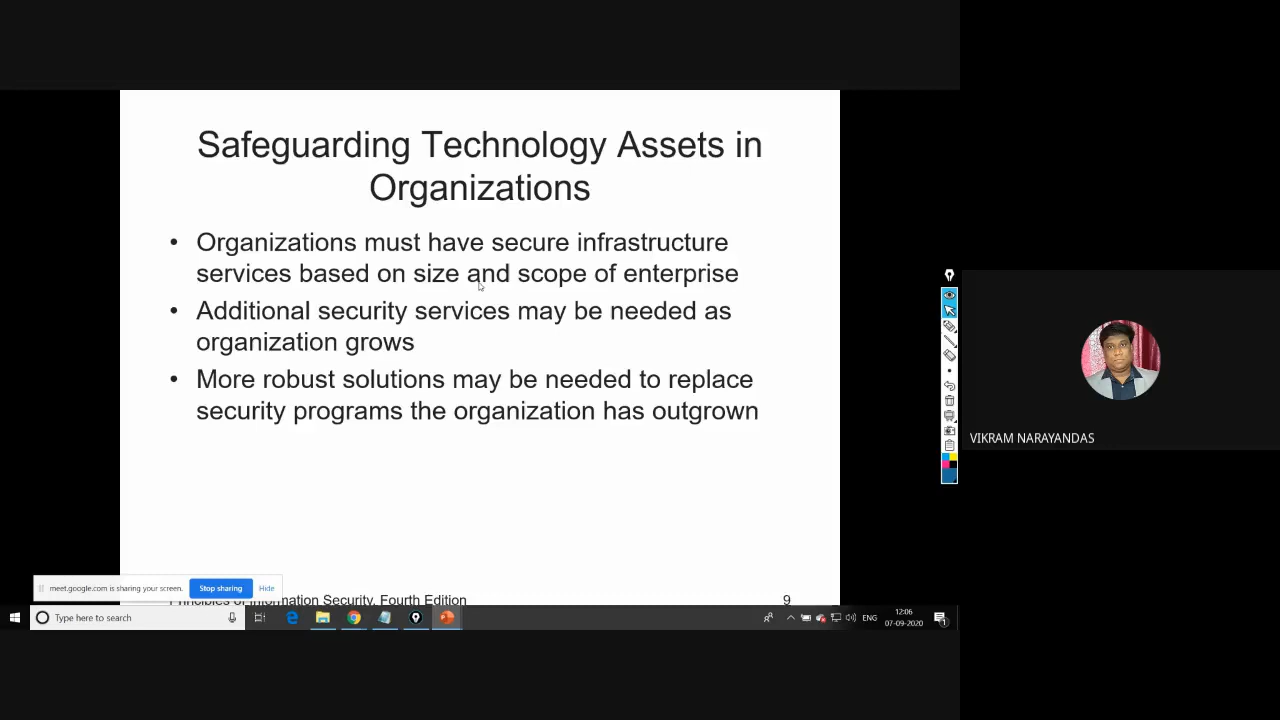 Safeguarding Technology Assets in
Organizations
• Organizations must have secure infrastructure
services based on size and scope of enterprise
• Additional security services may be needed as
organization grows
• More robust solutions may be needed to replace
security programs the organization has outgrown
VIKRAM NARAYANDAS
meet.google.com is sharing your screen.
Stop sharing
Hide
Principles of Information Security, Fourth Edition
9
Type here to search
ENG
12:06
07-09-2020
1